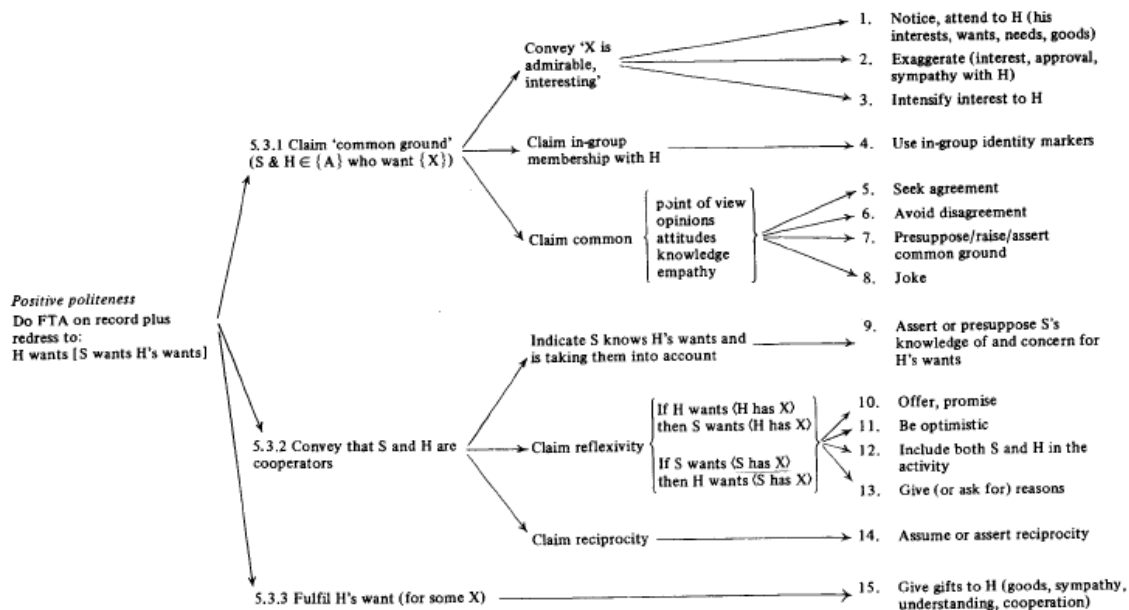 Positive politeness
Do FTA on record plus
redress to:
H wants [S wants H's wants]
5.3.1 Claim 'common ground'
(S & H ∈ {A} who want {X})
Convey 'X is
admirable,
interesting'
1. Notice, attend to H (his
interests, wants, needs, goods)
2. Exaggerate (interest, approval,
sympathy with H)
3. Intensify interest to H
Claim in-group
membership with H
4. Use in-group identity markers
Claim common
point of view
opinions
attitudes
knowledge
empathy
5. Seek agreement
6. Avoid disagreement
7. Presuppose/raise/assert
common ground
8. Joke
5.3.2 Convey that S and H are
cooperators
Indicate S knows H's wants and
is taking them into account
9. Assert or presuppose S's
knowledge of and concern for
H's wants
Claim reflexivity
If H wants ⟨H has X⟩
then S wants ⟨H has X⟩
If S wants ⟨S has X⟩
then H wants ⟨S has X⟩
10. Offer, promise
11. Be optimistic
12. Include both S and H in the
activity
13. Give (or ask for) reasons
Claim reciprocity
14. Assume or assert reciprocity
5.3.3 Fulfil H's want (for some X)
15. Give gifts to H (goods, sympathy,
understanding, cooperation)